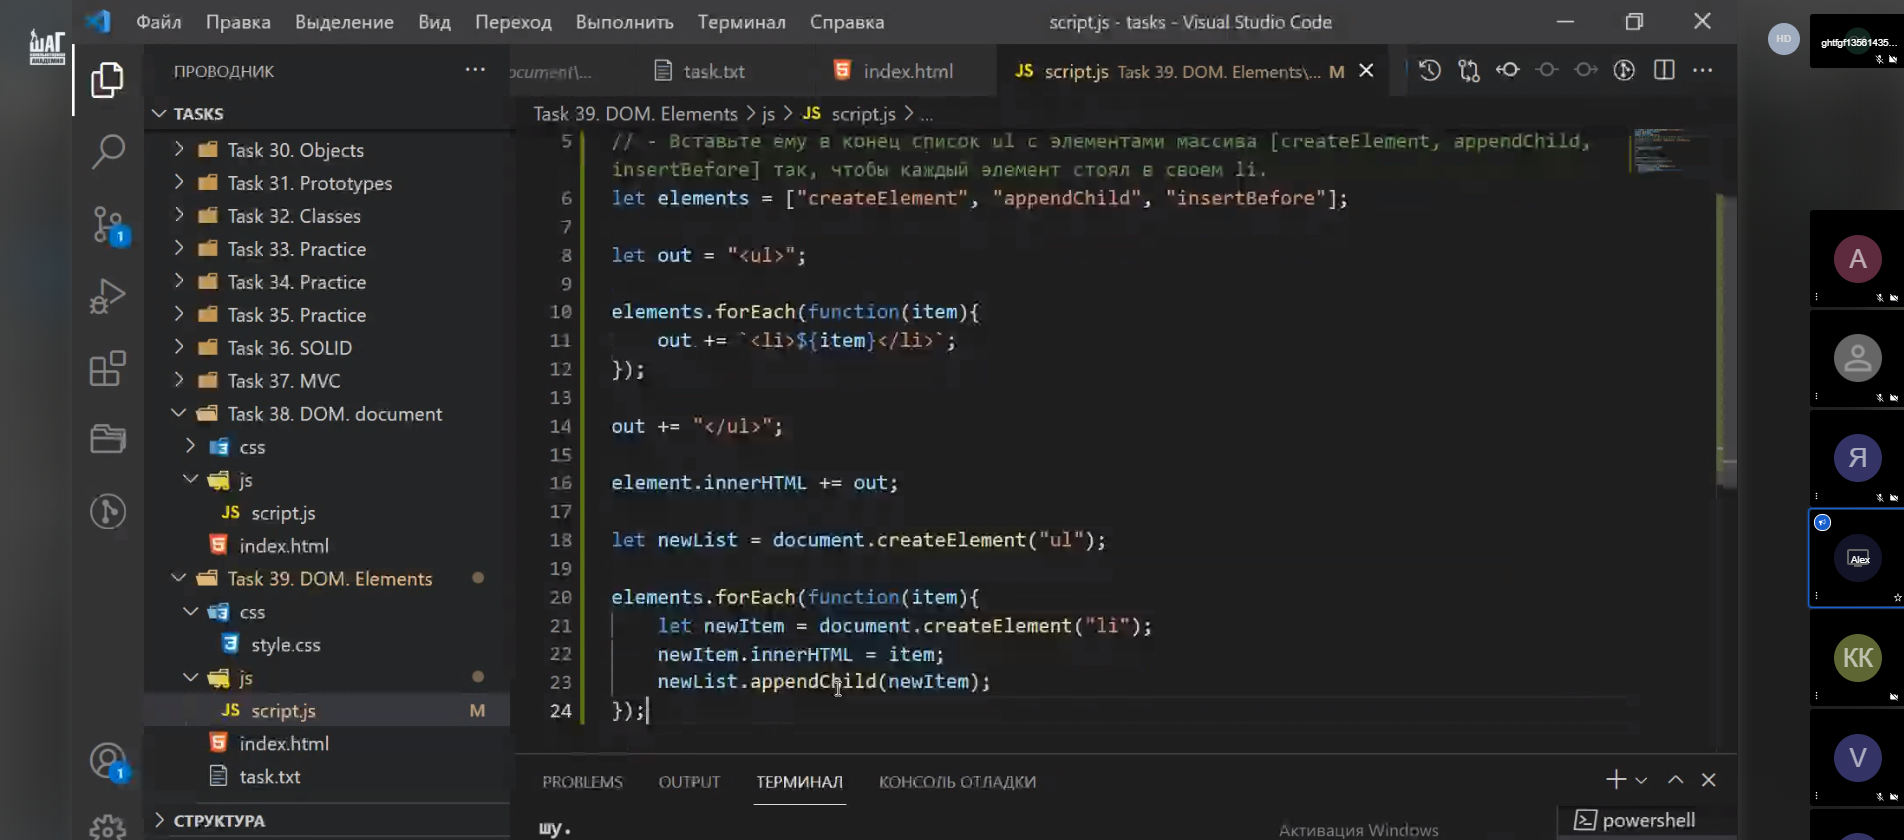 ШАГ
Файл Правка Выделение Вид Переход Выполнить Терминал Справка
script.js - tasks - Visual Studio Code
HD
ghtfgf13561435...
ПРОВОДНИК ...
ocument\...
task.txt
index.html
JS script.js Task 39. DOM. Elements\... M
TASKS
Task 39. DOM. Elements > js > JS script.js > ...
Task 30. Objects
Task 31. Prototypes
Task 32. Classes
Task 33. Practice
Task 34. Practice
Task 35. Practice
Task 36. SOLID
Task 37. MVC
Task 38. DOM. document
css
js
JS script.js
index.html
Task 39. DOM. Elements
css
style.css
js
JS script.js M
index.html
task.txt
СТРУКТУРА
1
1
5 // - Вставьте ему в конец список ul с элементами массива [createElement, appendChild,
insertBefore] так, чтобы каждый элемент стоял в своем li.
6 let elements = ["createElement", "appendChild", "insertBefore"];
7
8 let out = "<ul>";
9
10 elements.forEach(function(item){
11 out += `<li>${item}</li>`;
12 });
13
14 out += "</ul>";
15
16 element.innerHTML += out;
17
18 let newList = document.createElement("ul");
19
20 elements.forEach(function(item){
21 let newItem = document.createElement("li");
22 newItem.innerHTML = item;
23 newList.appendChild(newItem);
24 });
PROBLEMS OUTPUT ТЕРМИНАЛ КОНСОЛЬ ОТЛАДКИ
шу.
Активация Windows
powershell
A
Я
Alex
KK
V